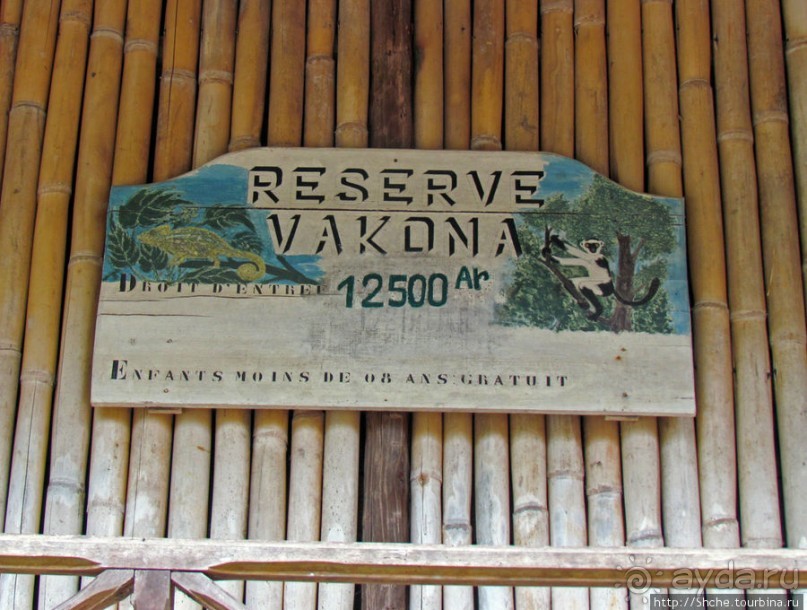 RESERVE
VAKONA
DROIT D'ENTREE 12500 Ar
ENFANTS MOINS DE 08 ANS:GRATUIT
ayda.ru
http://Shche.tourbina.ru/